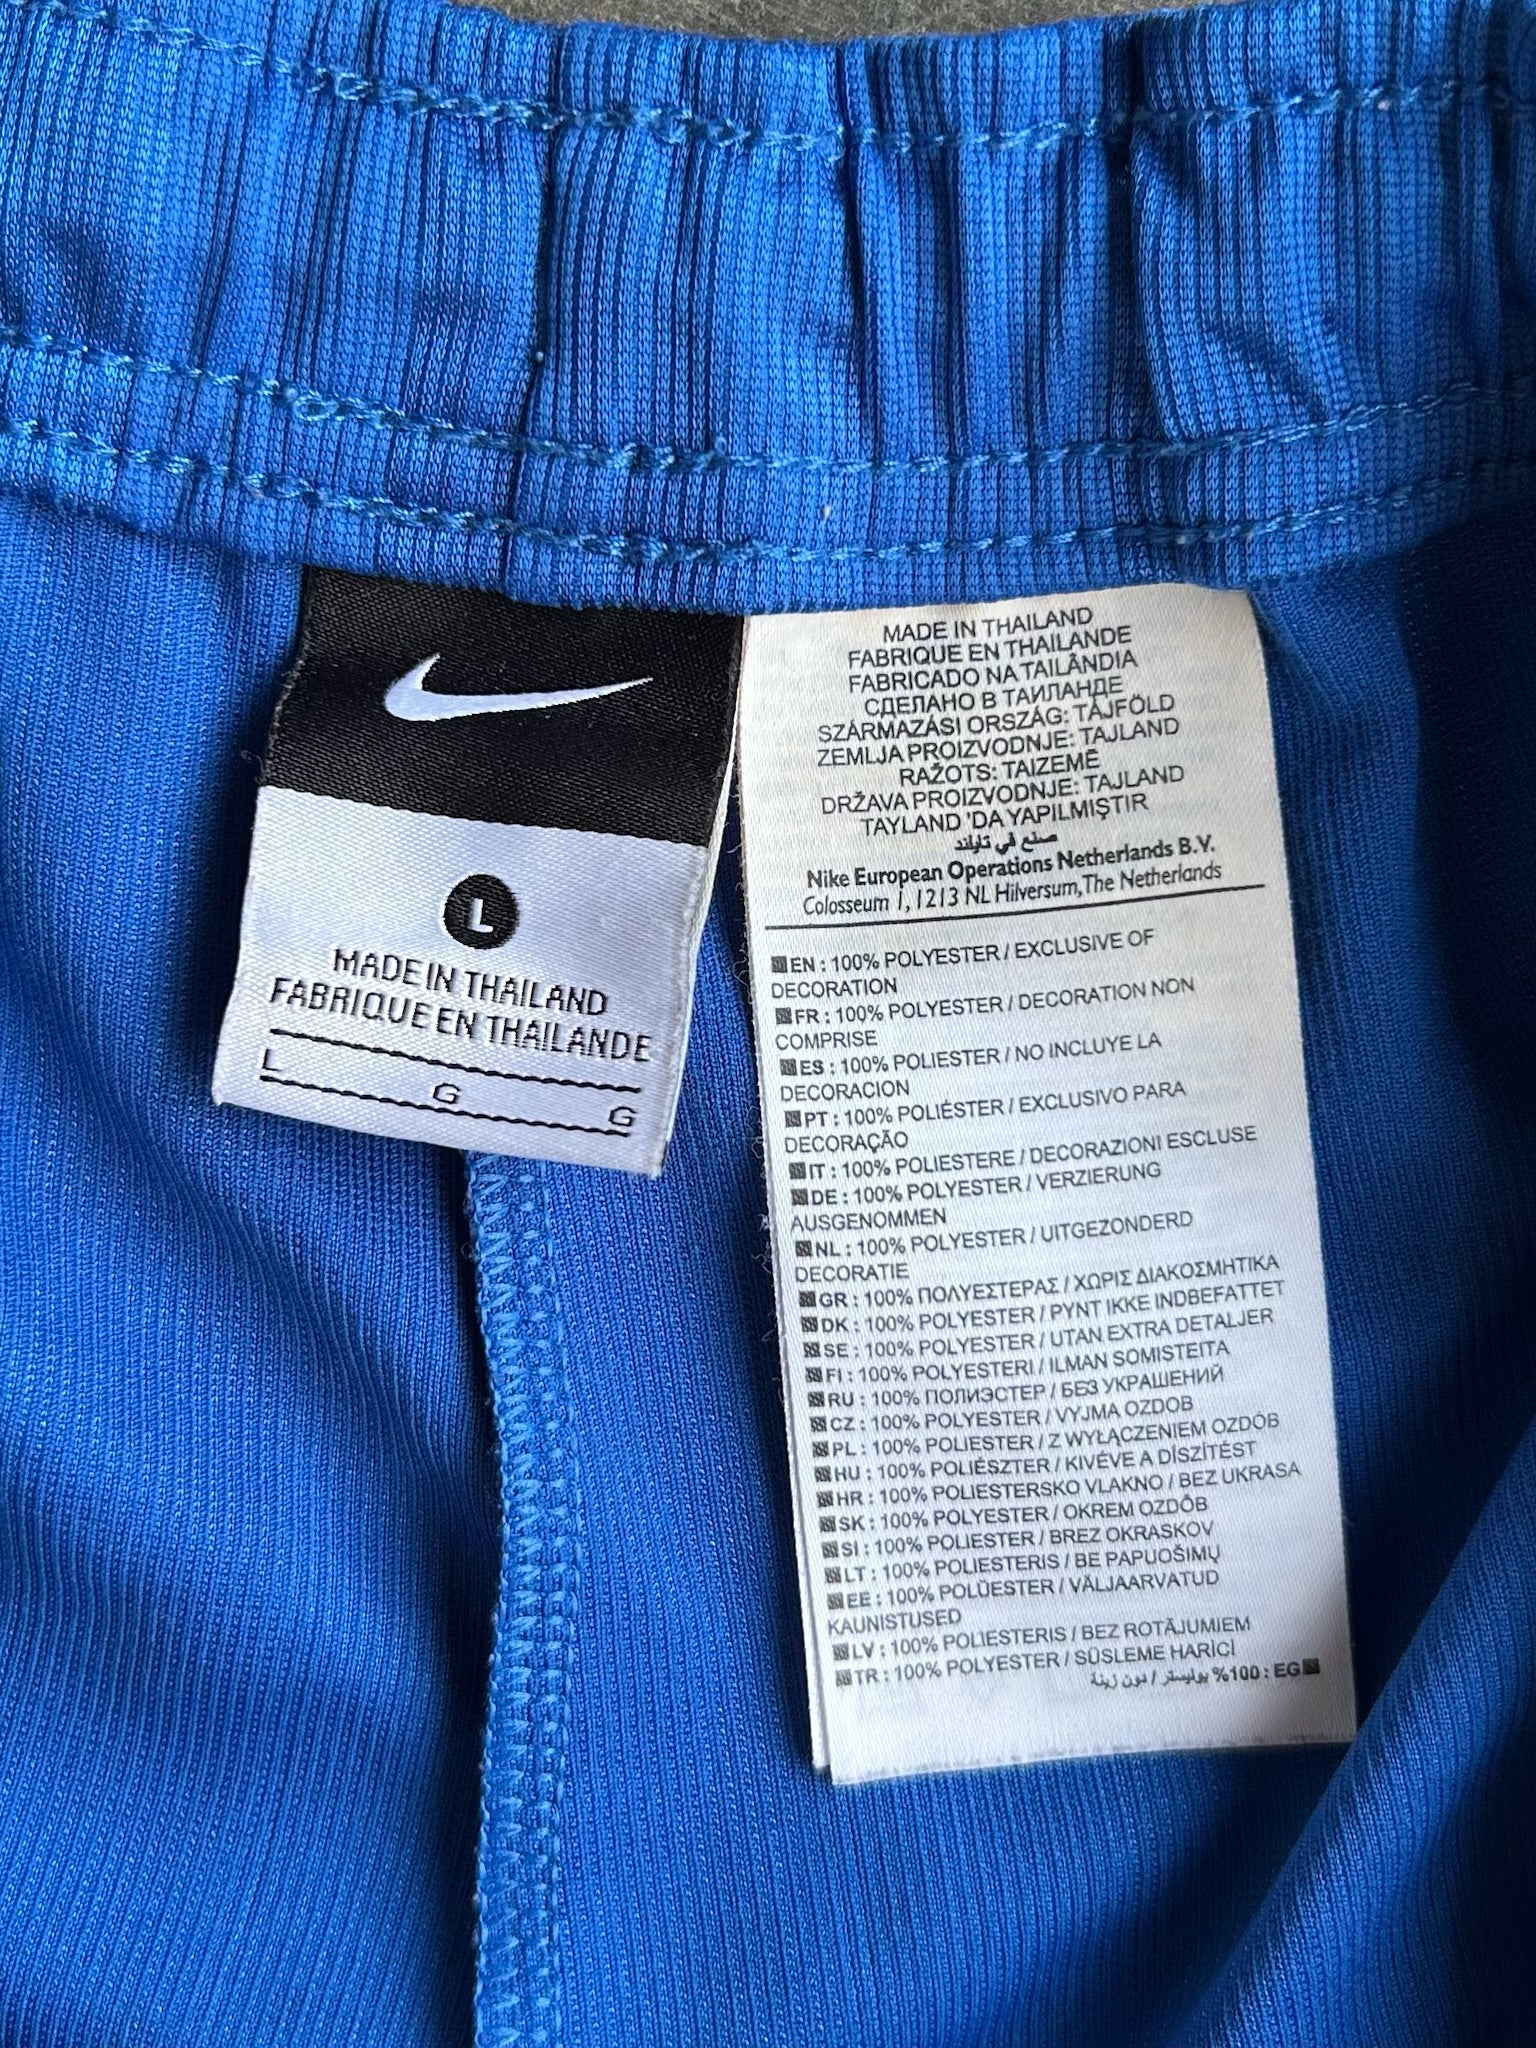 L
MADE IN THAILAND
FABRIQUE EN THAILANDE
L G G
MADE IN THAILAND
FABRIQUE EN THAILANDE
FABRICADO NA TAILÂNDIA
СДЕЛАНО В ТАИЛАНДЕ
SZÁRMAZÁSI ORSZÁG: TÁJFÖLD
ZEMLJA PROIZVODNJE: TAJLAND
RAŽOTS: TAIZEMĒ
DRŽAVA PROIZVODNJE: TAJLAND
TAYLAND 'DA YAPILMIŞTIR
صنع في تايلاند
Nike European Operations Netherlands B.V.
Colosseum 1, 1213 NL Hilversum, The Netherlands
EN : 100% POLYESTER / EXCLUSIVE OF
DECORATION
FR : 100% POLYESTER / DECORATION NON
COMPRISE
ES : 100% POLIESTER / NO INCLUYE LA
DECORACION
PT : 100% POLIÉSTER / EXCLUSIVO PARA
DECORAÇÃO
IT : 100% POLIESTERE / DECORAZIONI ESCLUSE
DE : 100% POLYESTER / VERZIERUNG
AUSGENOMMEN
NL : 100% POLYESTER / UITGEZONDERD
DECORATIE
GR : 100% ΠΟΛΥΕΣΤΕΡΑΣ / ΧΩΡΙΣ ΔΙΑΚΟΣΜΗΤΙΚΑ
DK : 100% POLYESTER / PYNT IKKE INDBEFATTET
SE : 100% POLYESTER / UTAN EXTRA DETALJER
FI : 100% POLYESTERI / ILMAN SOMISTEITA
RU : 100% ПОЛИЭСТЕР / БЕЗ УКРАШЕНИЙ
CZ : 100% POLYESTER / VYJMA OZDOB
PL : 100% POLIESTER / Z WYŁĄCZENIEM OZDÓB
HU : 100% POLIÉSZTER / KIVÉVE A DÍSZÍTÉST
HR : 100% POLIESTERSKO VLAKNO / BEZ UKRASA
SK : 100% POLYESTER / OKREM OZDÔB
SI : 100% POLIESTER / BREZ OKRASKOV
LT : 100% POLIESTERIS / BE PAPUOŠIMŲ
EE : 100% POLÜESTER / VÄLJAARVATUD
KAUNISTUSED
LV : 100% POLIESTERIS / BEZ ROTĀJUMIEM
TR : 100% POLYESTER / SÜSLEME HARİCİ
EG : 100% بوليستر / دون زينة